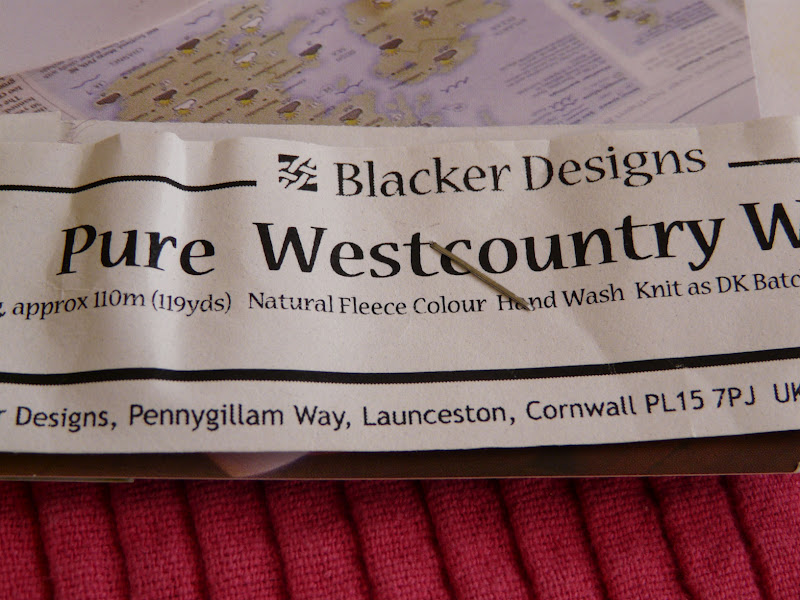 Blacker Designs
Pure Westcountry W
approx 110m (119yds) Natural Fleece Colour Hand Wash Knit as DK Batc
r Designs, Pennygillam Way, Launceston, Cornwall PL15 7PJ UK